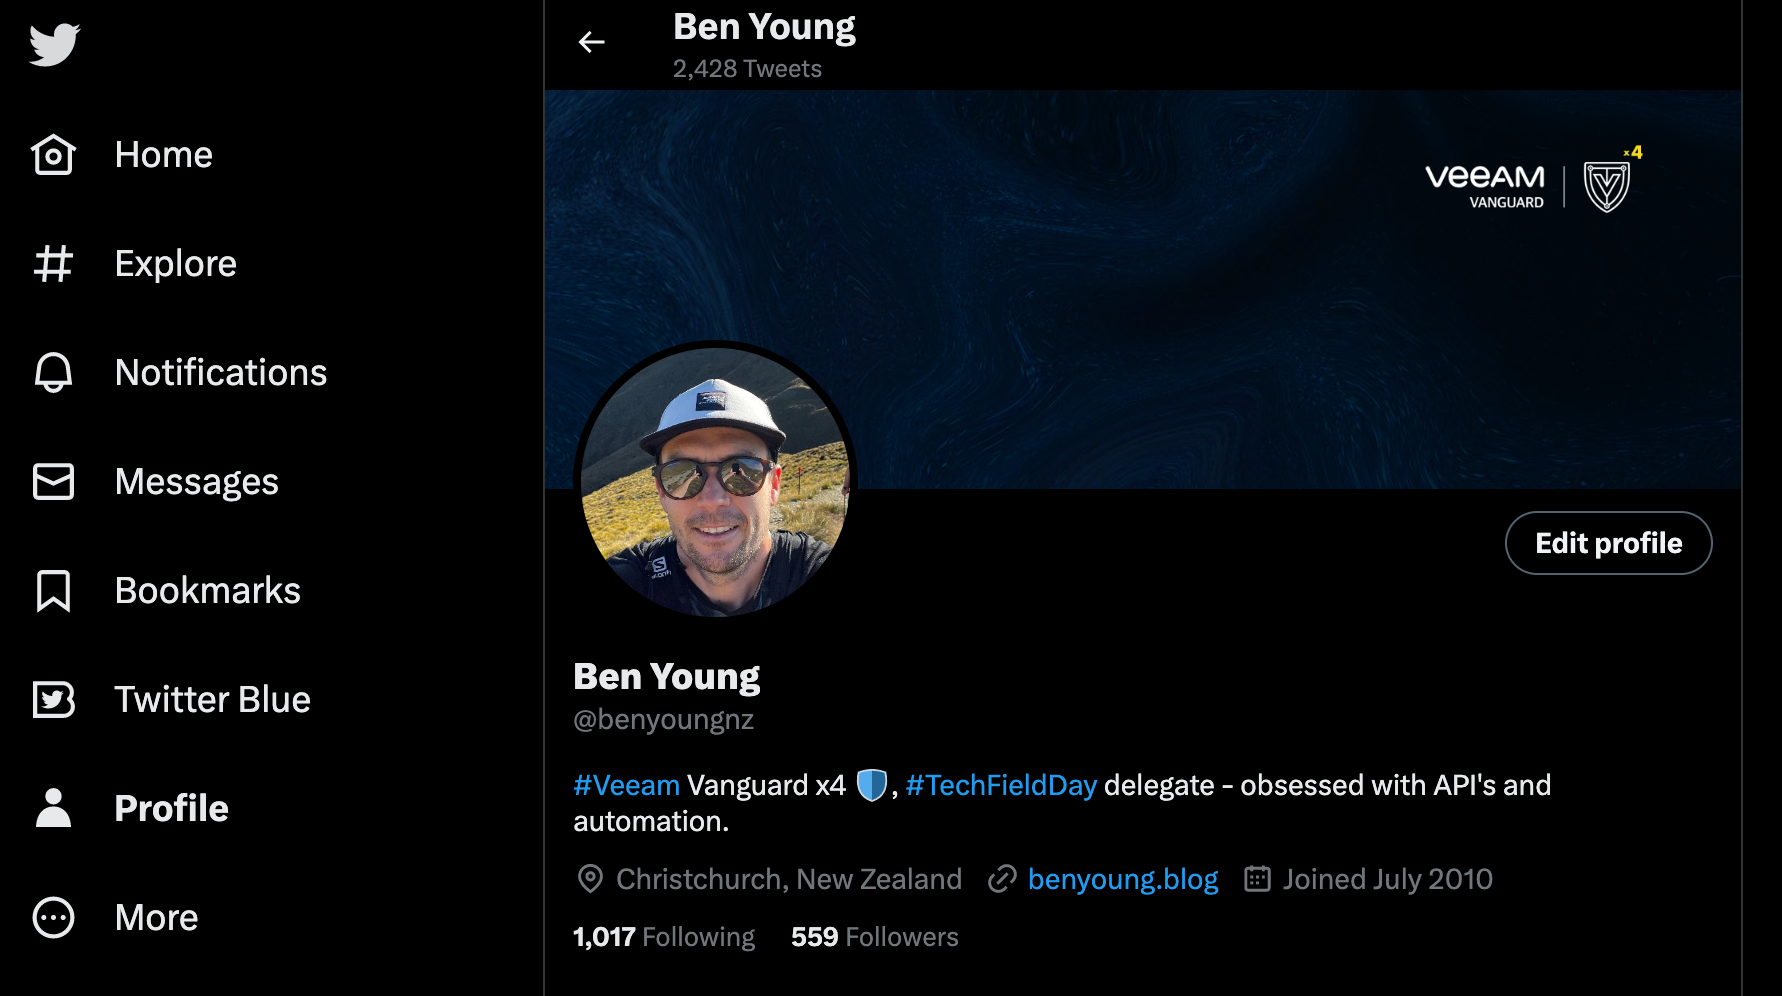 Home
Explore
Notifications
Messages
Bookmarks
Twitter Blue
Profile
More
Ben Young
2,428 Tweets
x4
veeAM
VANGUARD
Edit profile
Ben Young
@benyoungnz
#Veeam Vanguard x4 🛡️, #TechFieldDay delegate - obsessed with API's and
automation.
Christchurch, New Zealand benyoung.blog Joined July 2010
1,017 Following 559 Followers